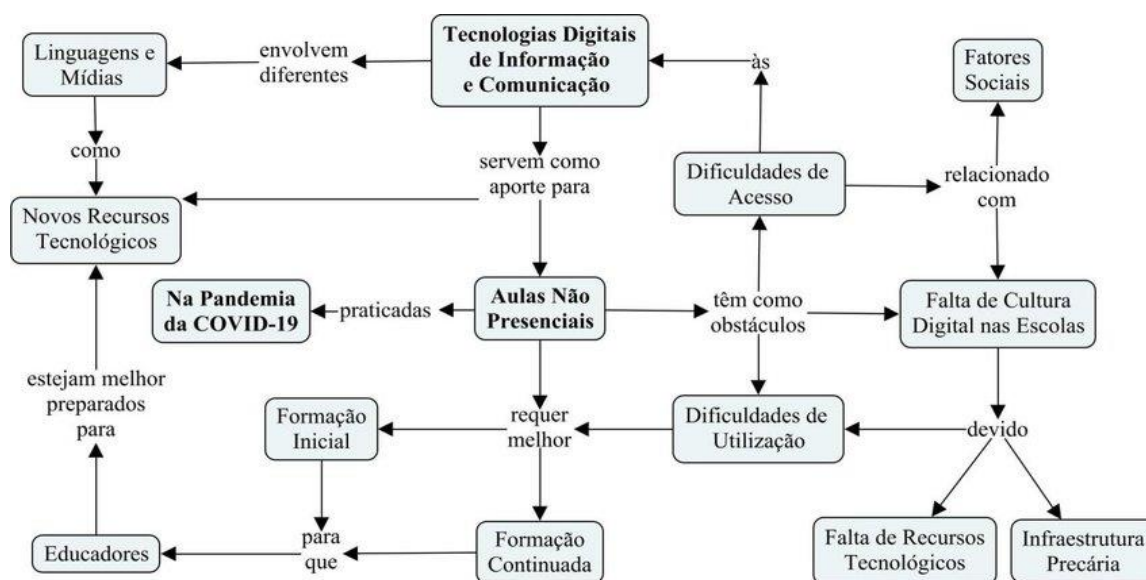 Linguagens e
Mídias
envolvem
diferentes
Tecnologias Digitais
de Informação
e Comunicação
às
Fatores
Sociais
como
servem como
aporte para
Dificuldades de
Acesso
relacionado
com
Novos Recursos
Tecnológicos
Na Pandemia
da COVID-19
praticadas
Aulas Não
Presenciais
têm como
obstáculos
Falta de Cultura
Digital nas Escolas
estejam melhor
preparados
para
Formação
Inicial
requer
melhor
Dificuldades de
Utilização
devido
Educadores
para
que
Formação
Continuada
Falta de Recursos
Tecnológicos
Infraestrutura
Precária